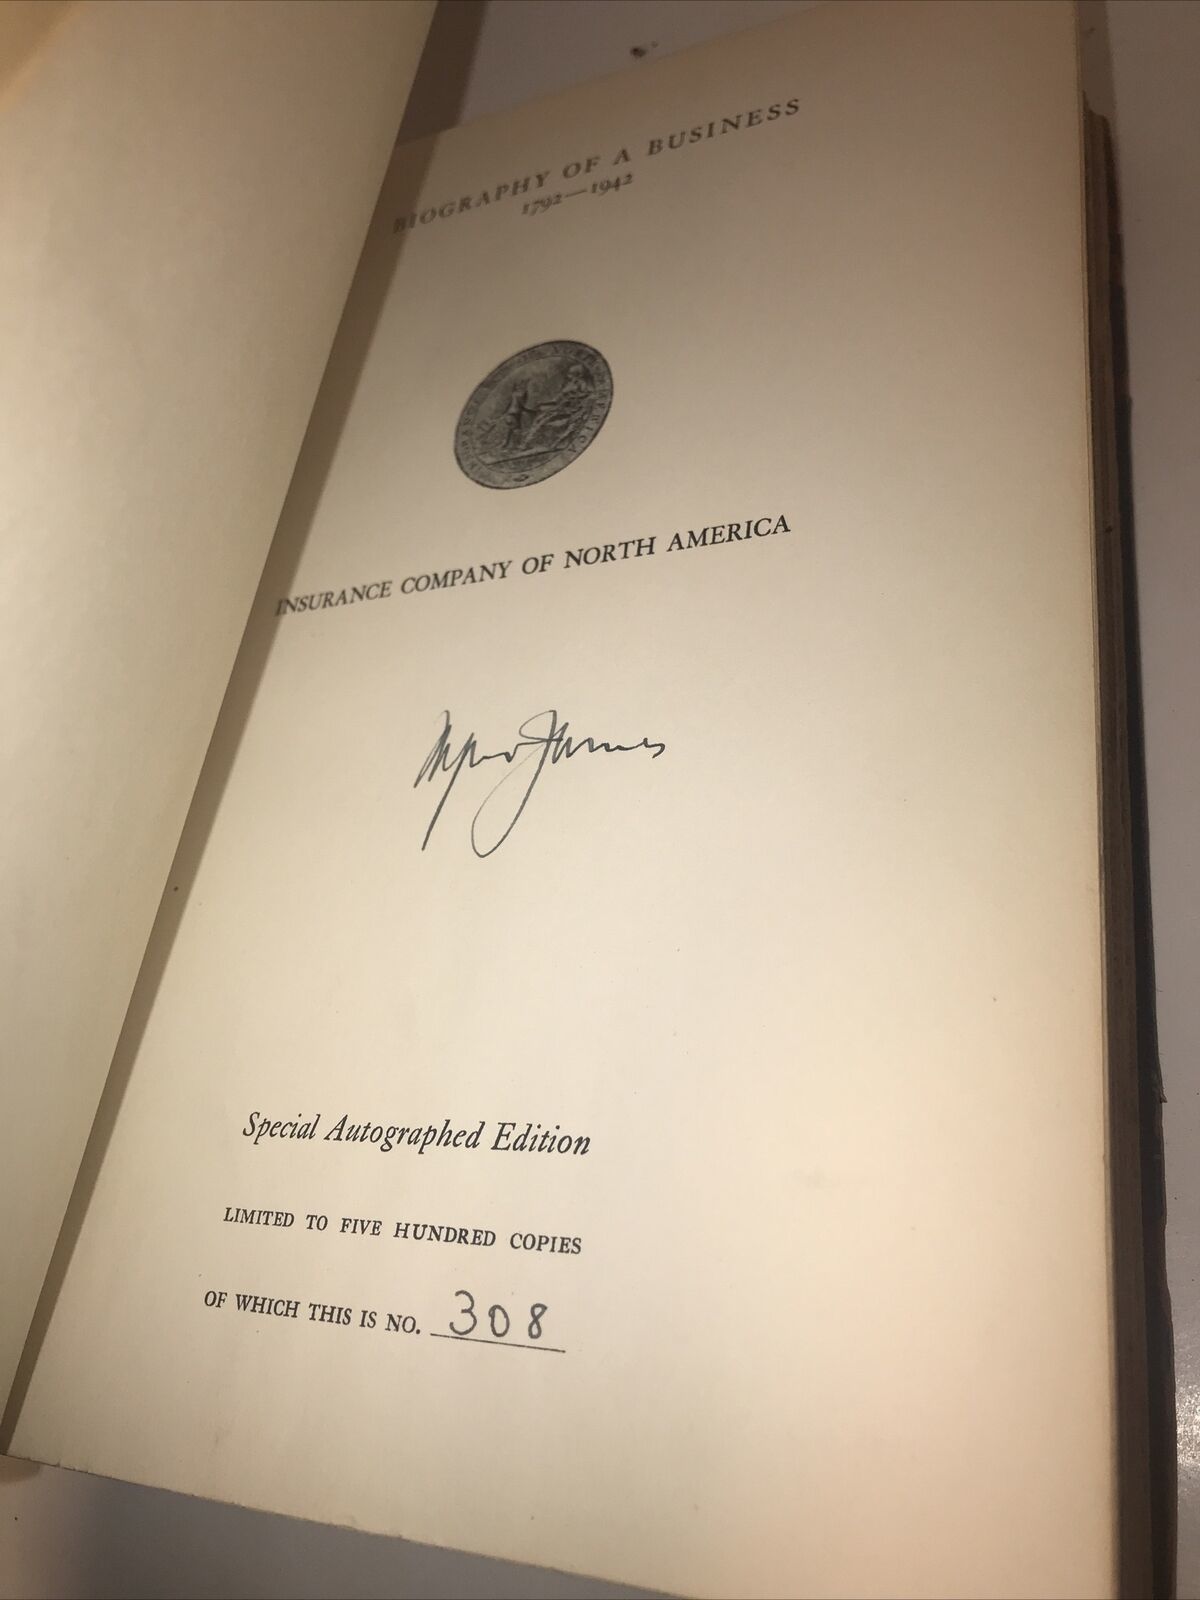 BIOGRAPHY OF A BUSINESS
1792—1942
INSURANCE COMPANY OF NORTH AMERICA
Special Autographed Edition
LIMITED TO FIVE HUNDRED COPIES
OF WHICH THIS IS NO. 308